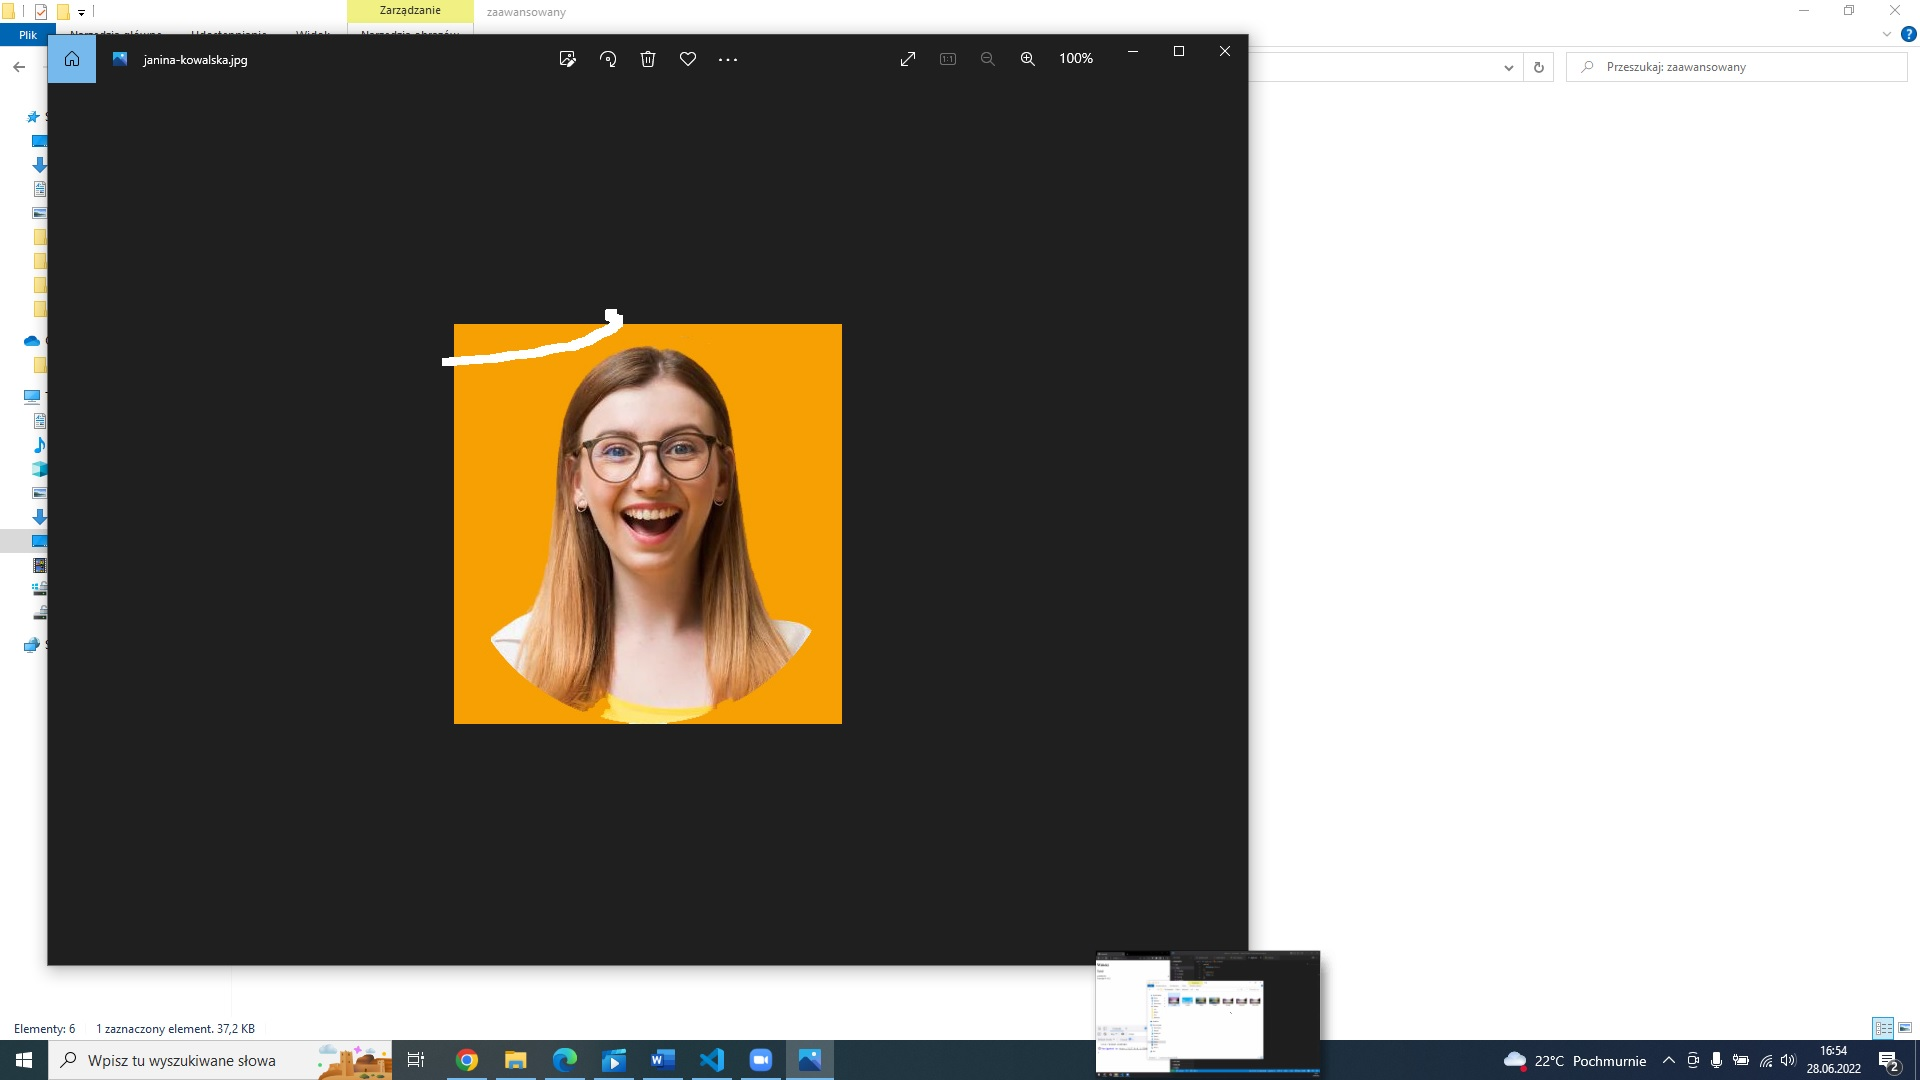 Zarządzanie
zaawansowany
Plik
janina-kowalska.jpg
100%
Przeszukaj: zaawansowany
Elementy: 6
1 zaznaczony element. 37,2 KB
Wpisz tu wyszukiwane słowa
22°C Pochmurnie
16:54
28.06.2022
2